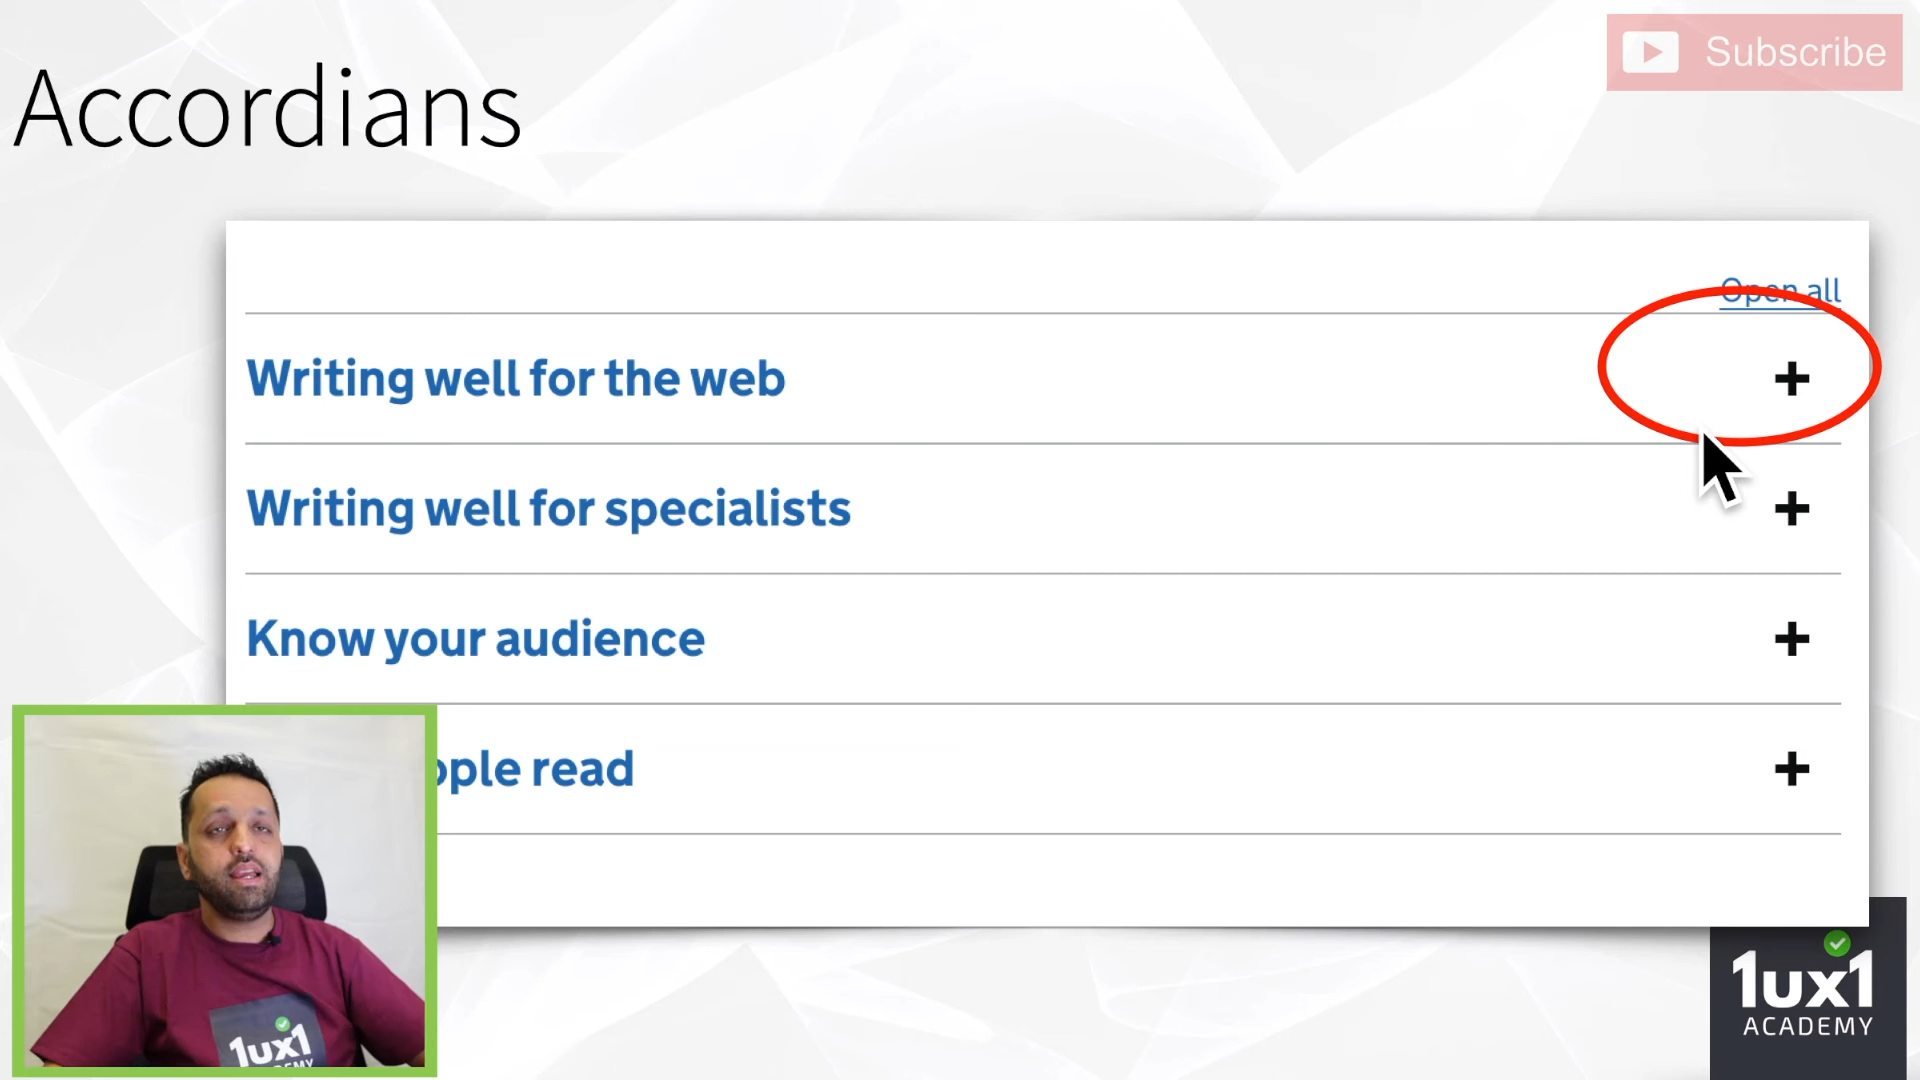 Subscribe
Accordians
Open all
Writing well for the web
Writing well for specialists
Know your audience
read
1ux1
ACADEMY
1ux1